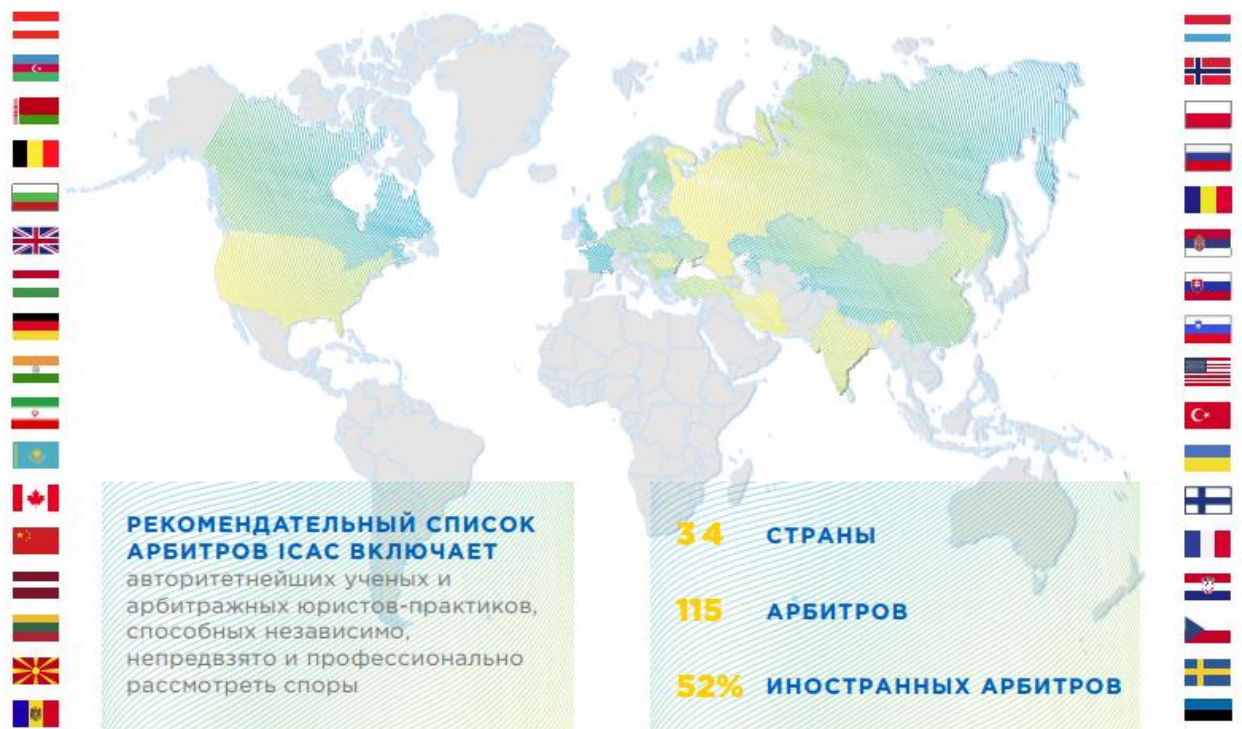 РЕКОМЕНДАТЕЛЬНЫЙ СПИСОК
АРБИТРОВ ICAC ВКЛЮЧАЕТ
авторитетнейших ученых и
арбитражных юристов-практиков,
способных независимо,
непредвзято и профессионально
рассмотреть споры
34 СТРАНЫ
115 АРБИТРОВ
52% ИНОСТРАННЫХ АРБИТРОВ